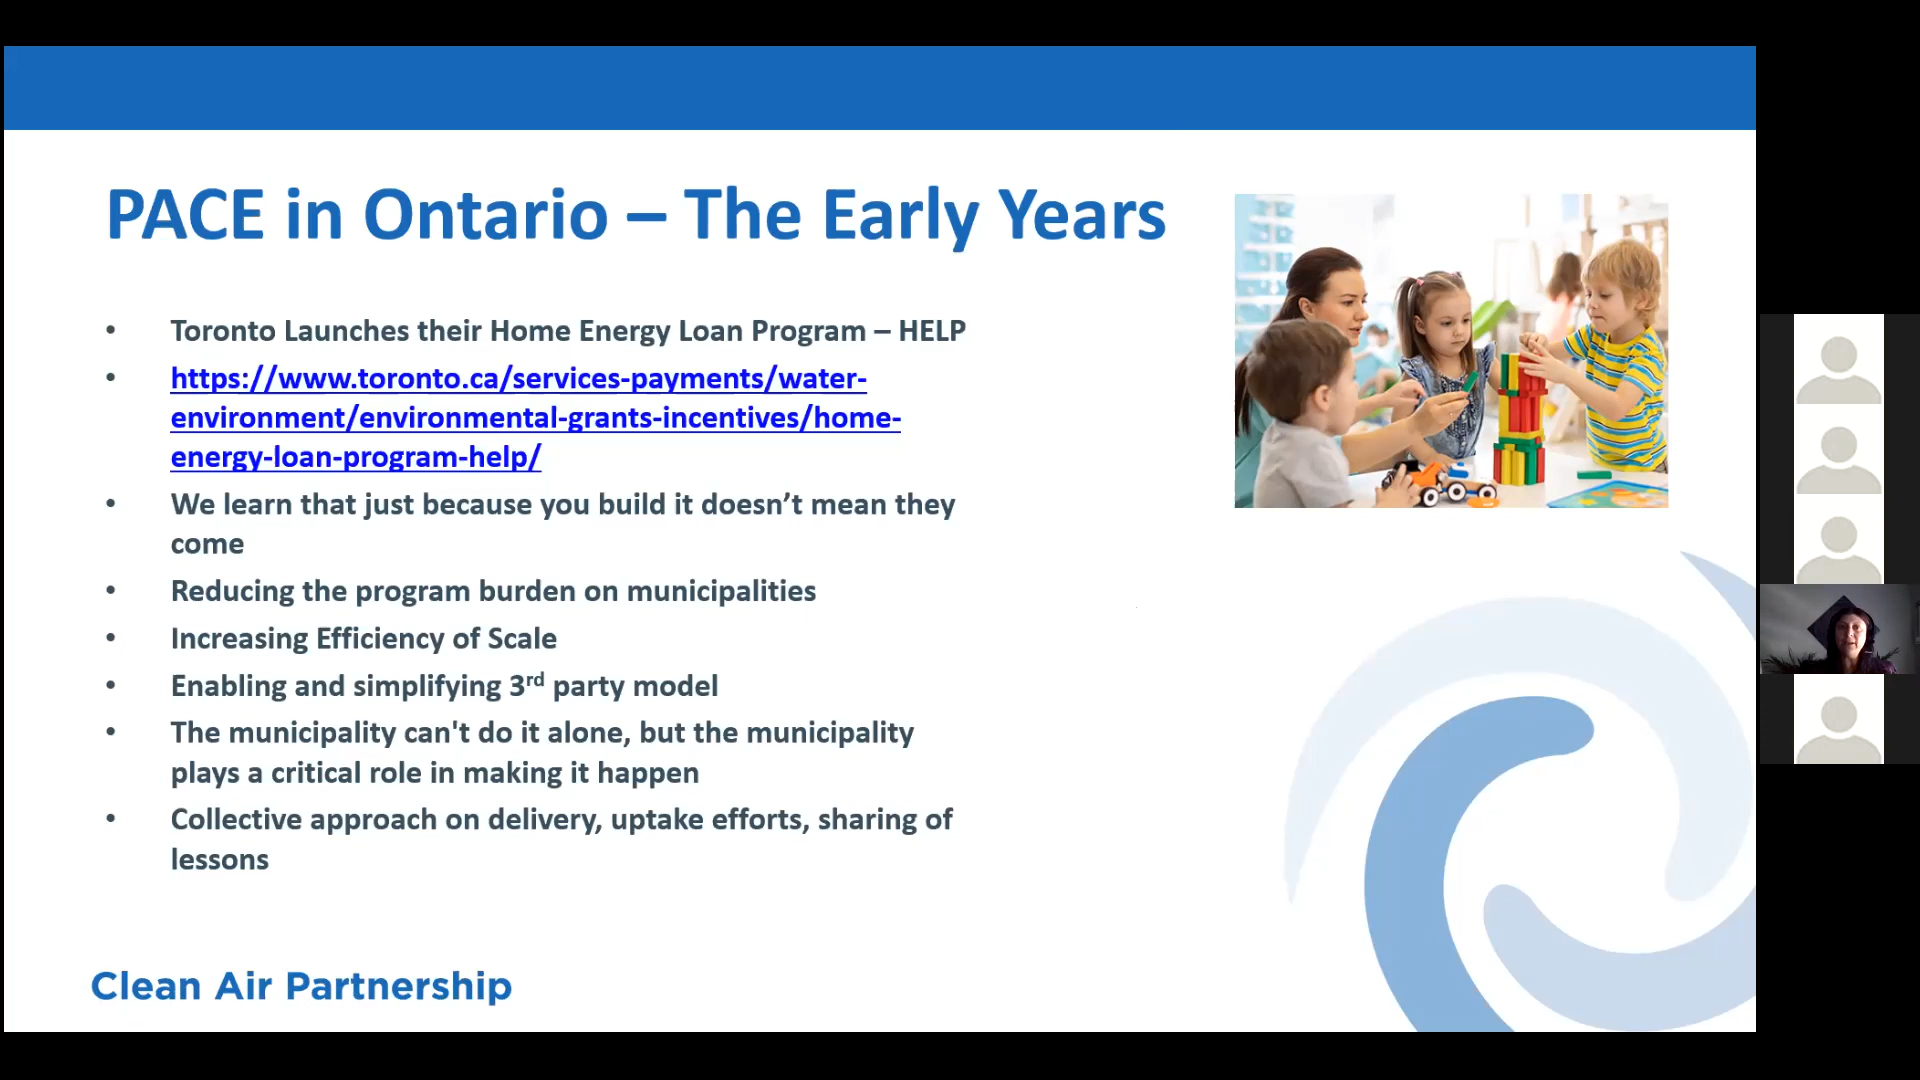 PACE in Ontario – The Early Years
• Toronto Launches their Home Energy Loan Program – HELP
• https://www.toronto.ca/services-payments/water-
environment/environmental-grants-incentives/home-
energy-loan-program-help/
• We learn that just because you build it doesn’t mean they
come
• Reducing the program burden on municipalities
• Increasing Efficiency of Scale
• Enabling and simplifying 3rd party model
• The municipality can't do it alone, but the municipality
plays a critical role in making it happen
• Collective approach on delivery, uptake efforts, sharing of
lessons
Clean Air Partnership